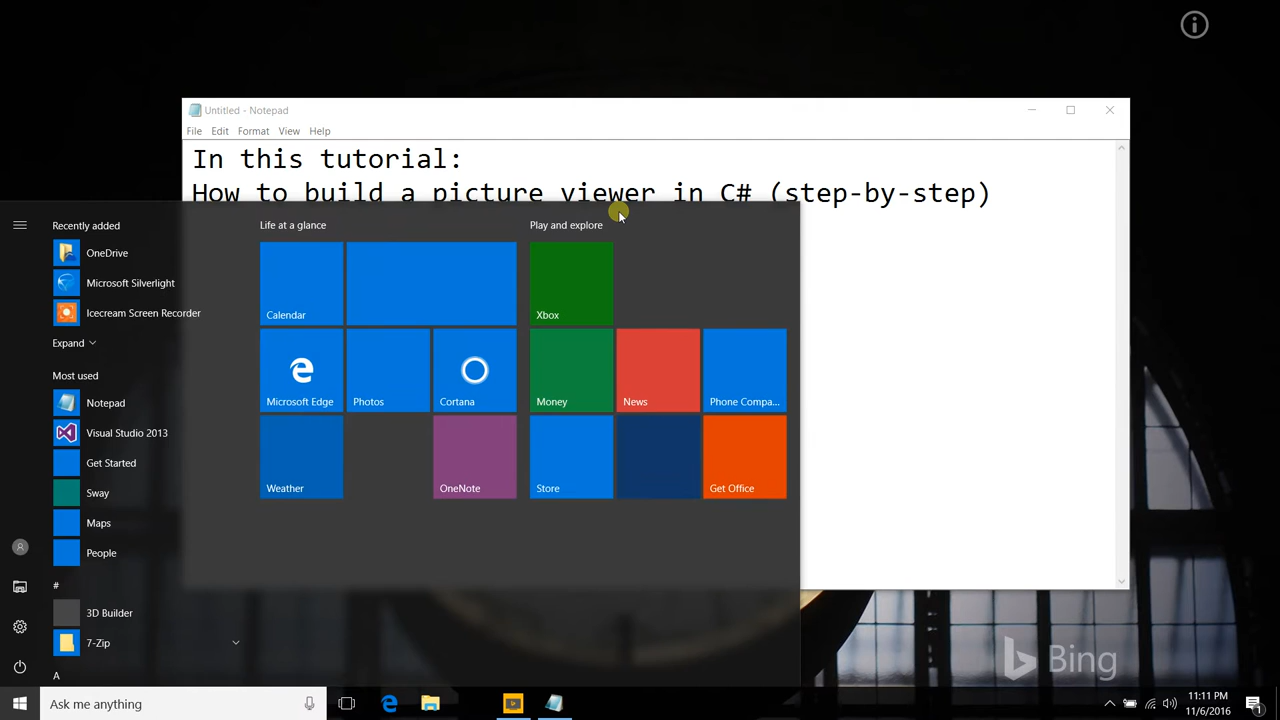 Untitled - Notepad
File Edit Format View Help
In this tutorial:
How to build a picture viewer in C# (step-by-step)
Recently added
OneDrive
Microsoft Silverlight
Icecream Screen Recorder
Expand
Most used
Notepad
Visual Studio 2013
Get Started
Sway
Maps
People
#
3D Builder
7-Zip
A
Life at a glance
Calendar
Microsoft Edge
Photos
Cortana
Weather
OneNote
Play and explore
Xbox
Money
News
Phone Compa...
Store
Get Office
Bing
Ask me anything
11:11 PM
11/6/2016
1